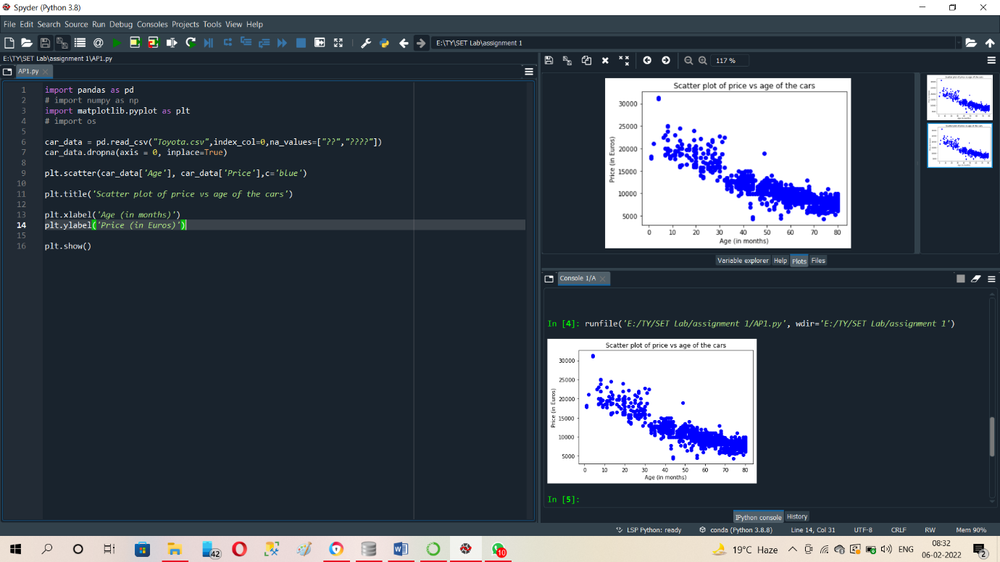 Spyder (Python 3.8)
File Edit Search Source Run Debug Consoles Projects Tools View Help
E:\TY\SET Lab\assignment 1
E:\TY\SET Lab\assignment 1\AP1.py
AP1.py
1 import pandas as pd
2 # import numpy as np
3 import matplotlib.pyplot as plt
4 # import os
5
6 car_data = pd.read_csv("Toyota.csv",index_col=0,na_values=["??","????"])
7 car_data.dropna(axis = 0, inplace=True)
8
9 plt.scatter(car_data['Age'], car_data['Price'],c='blue')
10
11 plt.title('Scatter plot of price vs age of the cars')
12
13 plt.xlabel('Age (in months)')
14 plt.ylabel('Price (in Euros)')
15
16 plt.show()
117 %
Scatter plot of price vs age of the cars
Price (in Euros)
30000
25000
20000
15000
10000
5000
0 10 20 30 40 50 60 70 80
Age (in months)
Variable explorer Help Plots Files
Console 1/A
In [4]: runfile('E:/TY/SET Lab/assignment 1/AP1.py', wdir='E:/TY/SET Lab/assignment 1')
Scatter plot of price vs age of the cars
Price (in Euros)
30000
25000
20000
15000
10000
5000
0 10 20 30 40 50 60 70 80
Age (in months)
In [5]:
IPython console History
LSP Python: ready conda (Python 3.8.8) Line 14, Col 31 UTF-8 CRLF RW Mem 90%
42
10
19°C Haze
ENG
08:32
06-02-2022
2